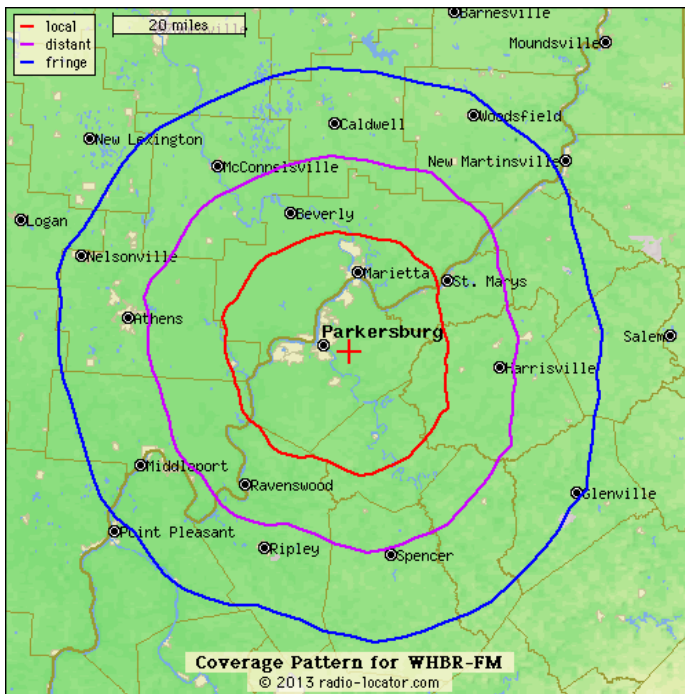 Barnesville
local
20 miles
distant
Moundsville
fringe
Caldwell
Woodsfield
New Lexington
McConnelsville
New Martinsville
Beverly
Logan
Nelsonville
Marietta
St. Marys
Athens
Parkersburg
Salem
Harrisville
Middleport
Ravenswood
Glenville
Point Pleasant
Ripley
Spencer
Coverage Pattern for WHBR-FM
© 2013 radio-locator.com